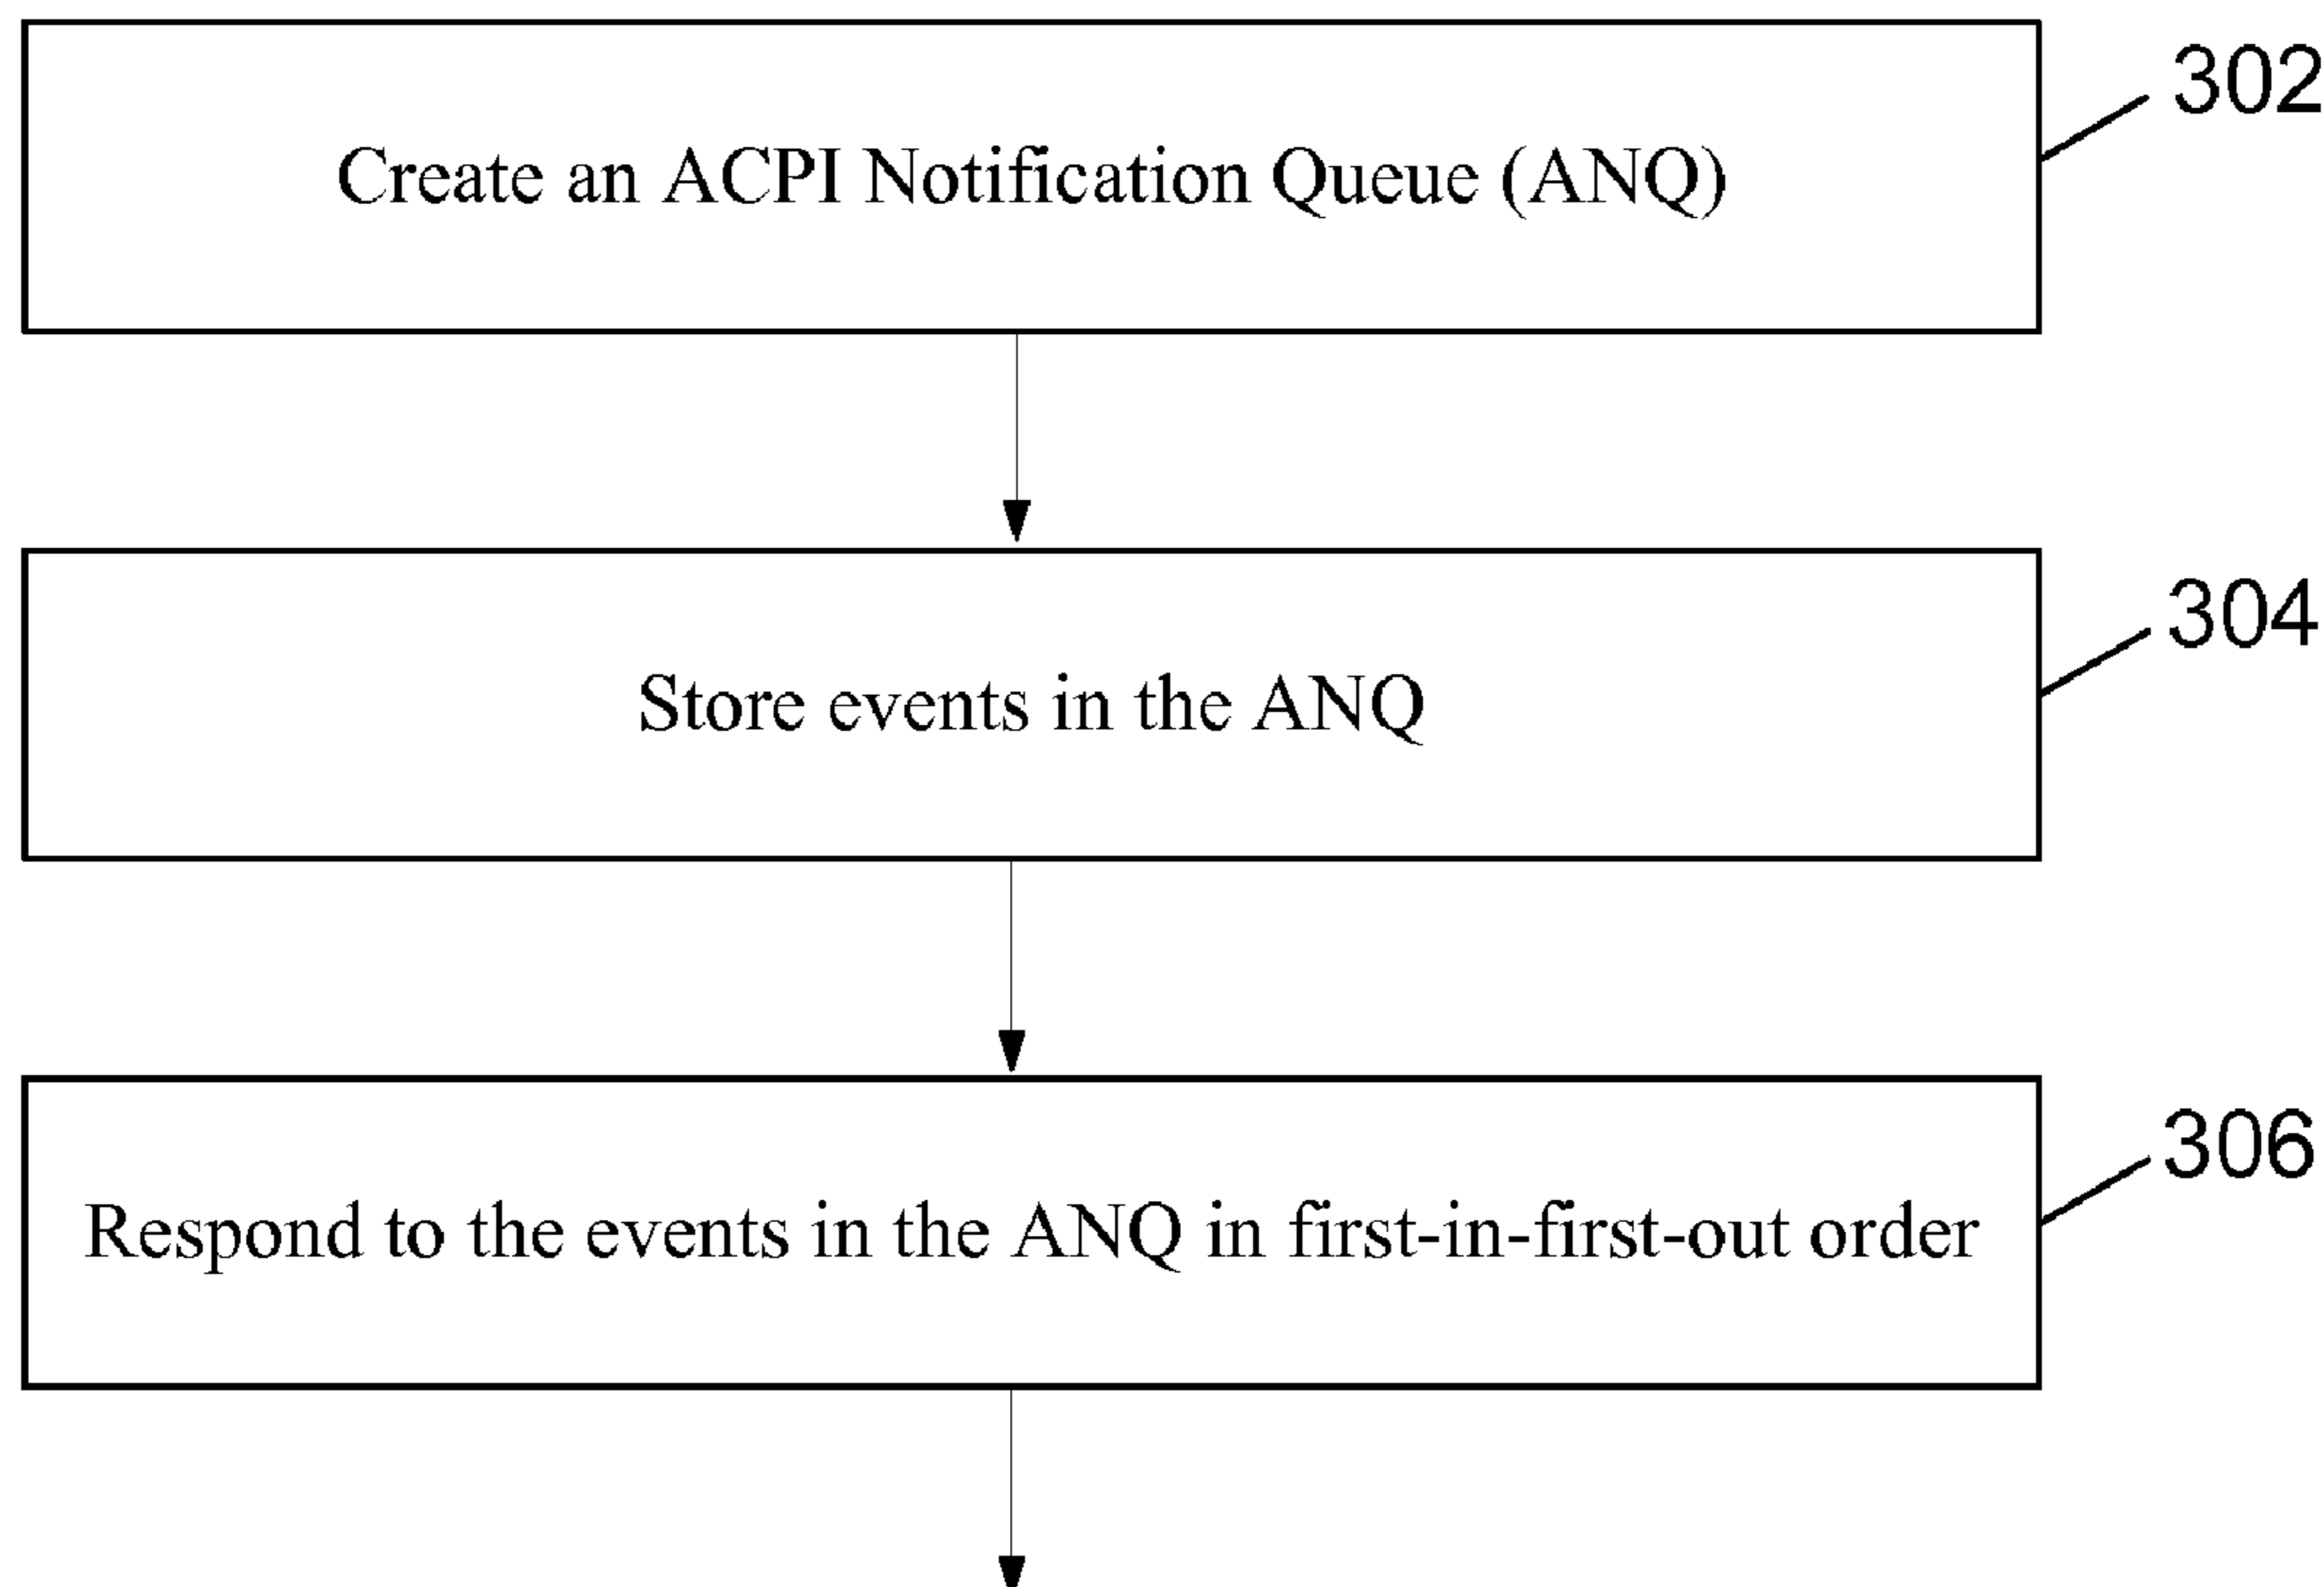 302
Create an ACPI Notification Queue (ANQ)
304
Store events in the ANQ
306
Respond to the events in the ANQ in first-in-first-out order